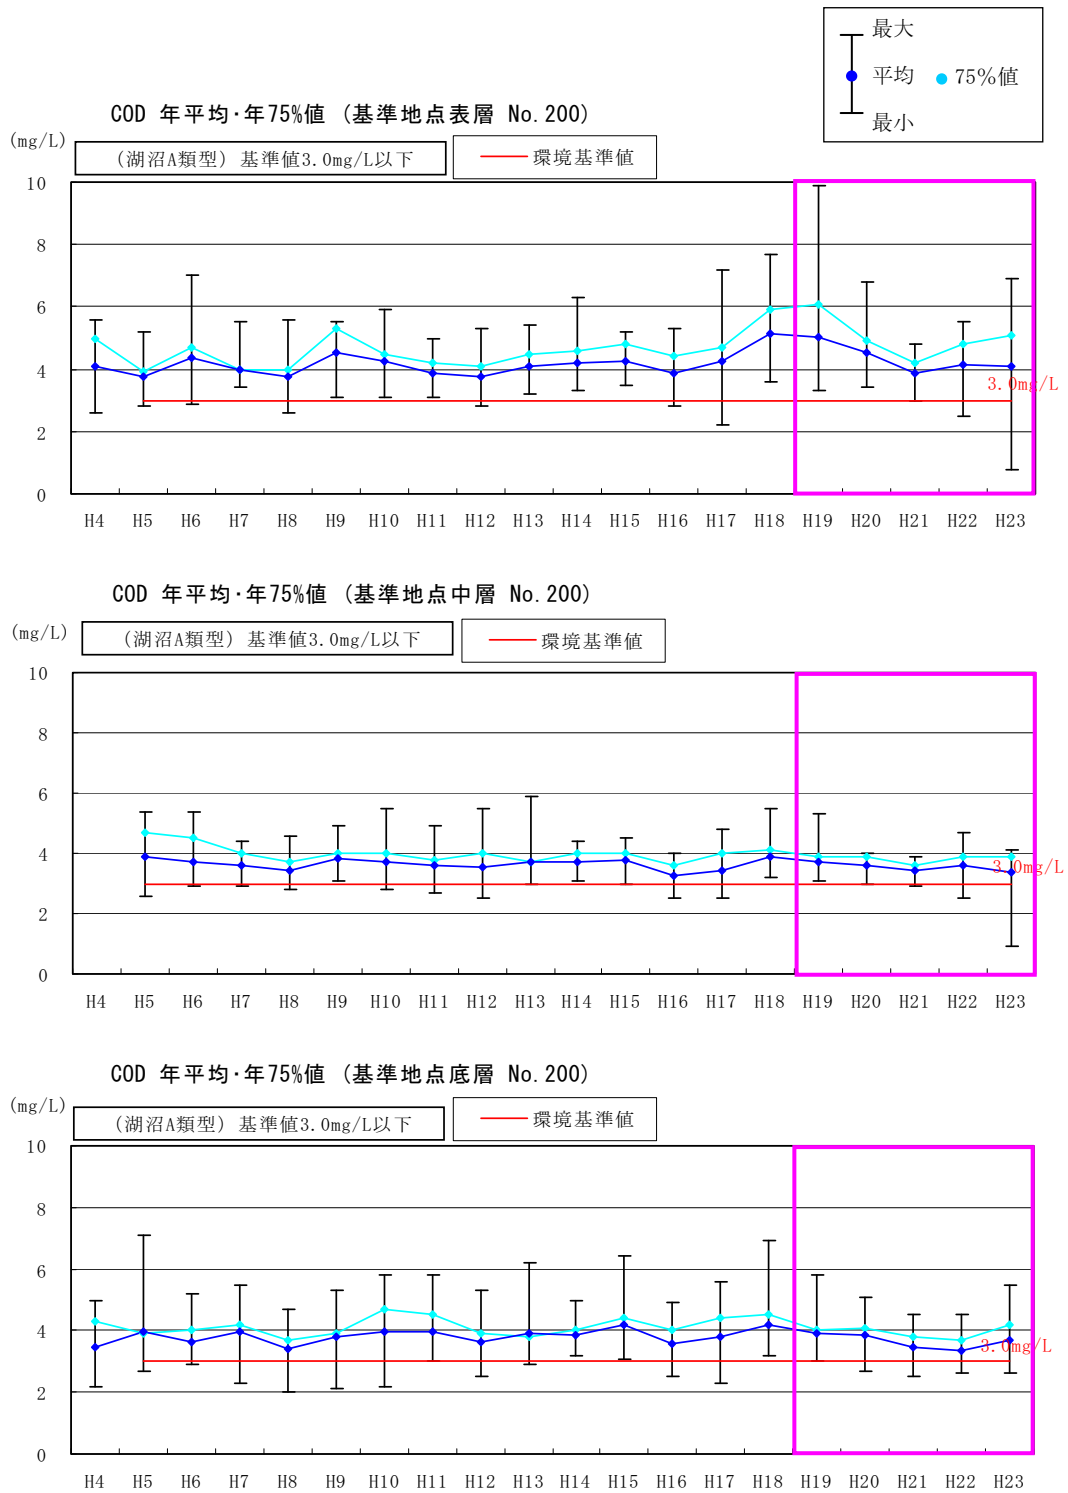 最大
平均
75%値
最小
COD 年平均・年75%値 (基準地点表層 No.200)
(mg/L)
(湖沼A類型) 基準値3.0mg/L以下
環境基準値
10
8
6
4
2
0
3.0mg/L
H4 H5 H6 H7 H8 H9 H10 H11 H12 H13 H14 H15 H16 H17 H18 H19 H20 H21 H22 H23
COD 年平均・年75%値 (基準地点中層 No.200)
(mg/L)
(湖沼A類型) 基準値3.0mg/L以下
環境基準値
10
8
6
4
2
0
3.0mg/L
H4 H5 H6 H7 H8 H9 H10 H11 H12 H13 H14 H15 H16 H17 H18 H19 H20 H21 H22 H23
COD 年平均・年75%値 (基準地点底層 No.200)
(mg/L)
(湖沼A類型) 基準値3.0mg/L以下
環境基準値
10
8
6
4
2
0
3.0mg/L
H4 H5 H6 H7 H8 H9 H10 H11 H12 H13 H14 H15 H16 H17 H18 H19 H20 H21 H22 H23